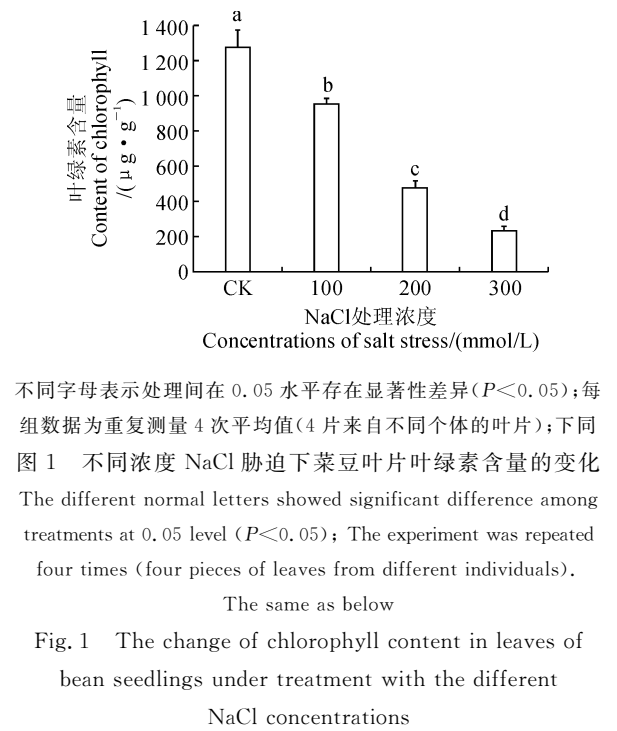 叶绿素含量
Content of chlorophyll
/(μg·g⁻¹)
1 400
1 200
1 000
800
600
400
200
0
a
b
c
d
CK
100
200
300
NaCl处理浓度
Concentrations of salt stress/(mmol/L)
不同字母表示处理间在 0.05 水平存在显著性差异(P<0.05);每
组数据为重复测量 4 次平均值(4 片来自不同个体的叶片);下同
图 1 不同浓度 NaCl 胁迫下菜豆叶片叶绿素含量的变化
The different normal letters showed significant difference among
treatments at 0.05 level (P<0.05); The experiment was repeated
four times (four pieces of leaves from different individuals).
The same as below
Fig. 1 The change of chlorophyll content in leaves of
bean seedlings under treatment with the different
NaCl concentrations